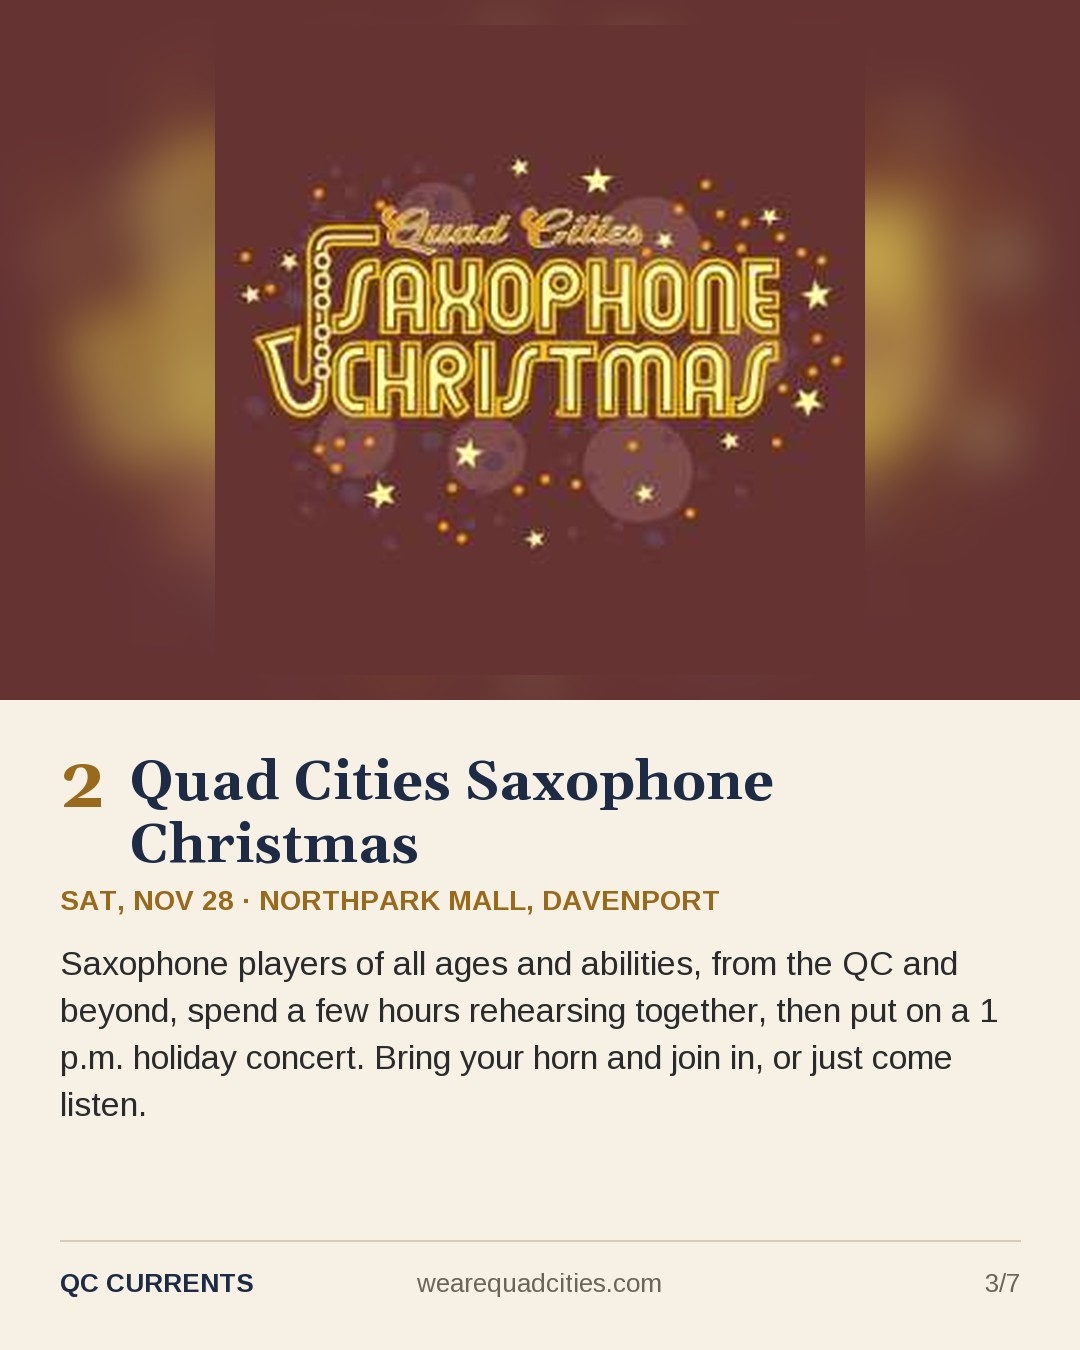 Quad Cities
SAXOPHONE
CHRISTMAS
2 Quad Cities Saxophone
Christmas
SAT, NOV 28 · NORTHPARK MALL, DAVENPORT
Saxophone players of all ages and abilities, from the QC and
beyond, spend a few hours rehearsing together, then put on a 1
p.m. holiday concert. Bring your horn and join in, or just come
listen.
QC CURRENTS wearequadcities.com 3/7